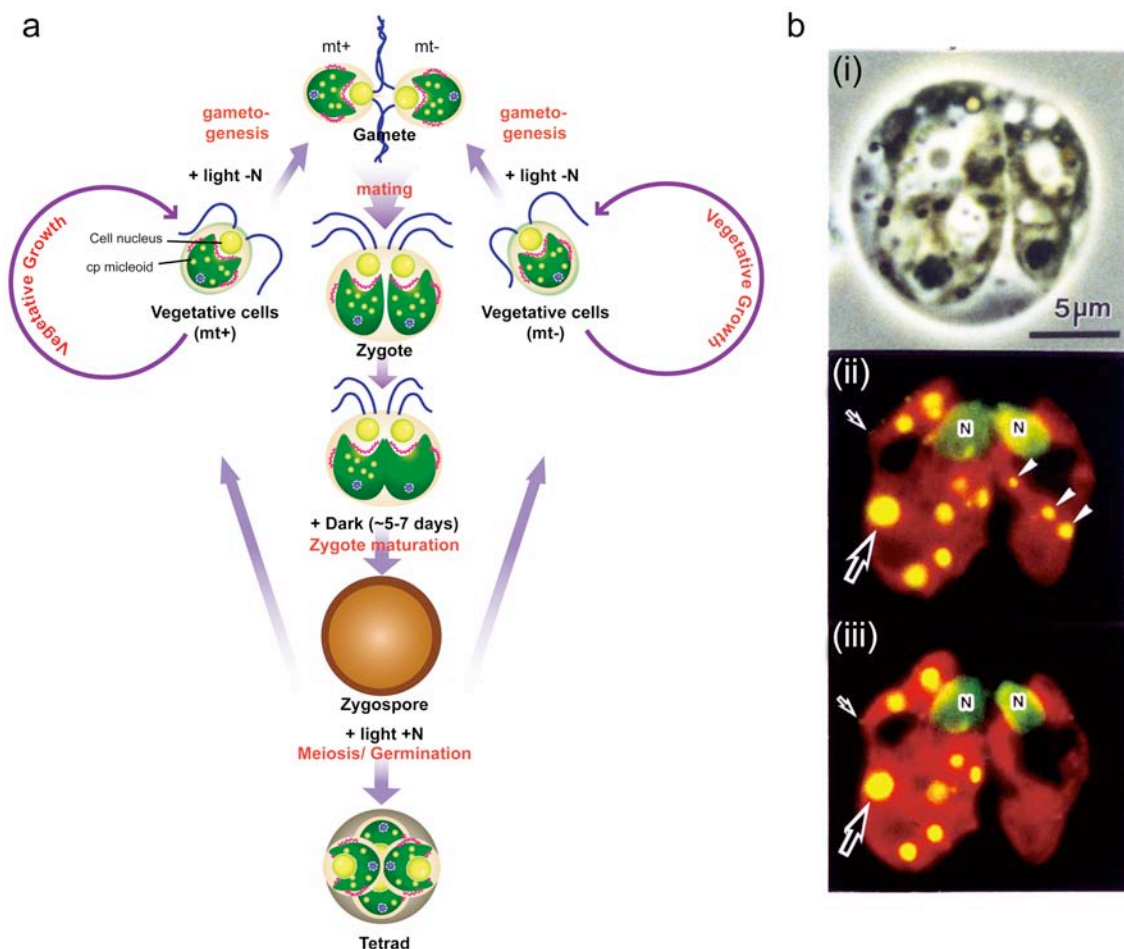 a
mt+
mt-
gameto-
genesis
Gamete
gameto-
genesis
+ light -N
mating
+ light -N
Vegetative Growth
Cell nucleus
cp micleoid
Vegetative cells
(mt+)
Zygote
Vegetative cells
(mt-)
Vegetative Growth
+ Dark (~5-7 days)
Zygote maturation
Zygospore
+ light +N
Meiosis/ Germination
Tetrad
b
(i)
5μm
(ii)
N
N
(iii)
N
N